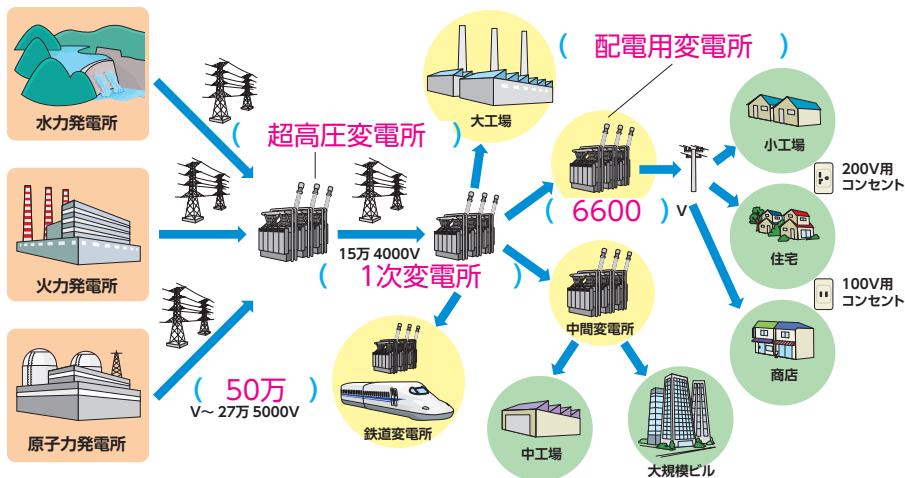 水力発電所
火力発電所
原子力発電所
( 超高圧変電所 )
( 50万 )
V〜 27万 5000V
15万 4000V
( 1次変電所 )
大工場
( 配電用変電所 )
( 6600 ) V
鉄道変電所
中間変電所
中工場
大規模ビル
小工場
200V用
コンセント
住宅
100V用
コンセント
商店